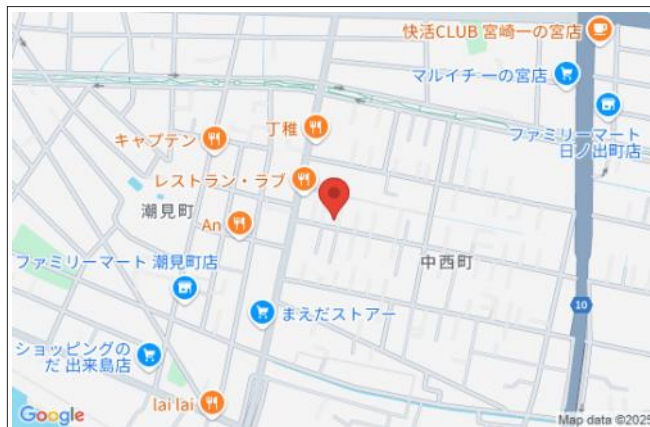 快活CLUB 宮崎一の宮店
マルイチ 一の宮店
丁稚
キャプテン
ファミリーマート
日ノ出町店
レストラン・ラブ
潮見町
An
ファミリーマート 潮見町店
中西町
10
まえだストアー
ショッピングの
だ 出来島店
lai lai
Google
Map data ©2025